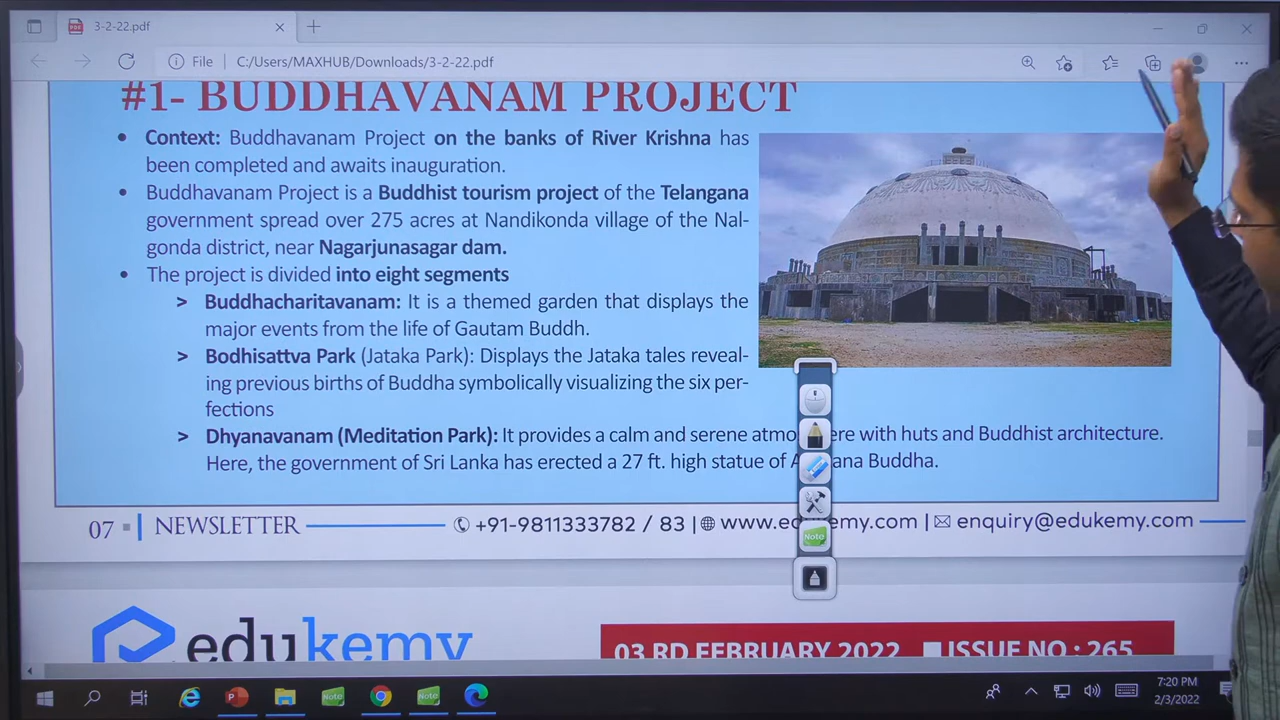 3-2-22.pdf
File C:/Users/MAXHUB/Downloads/3-2-22.pdf
#1- BUDDHAVANAM PROJECT
• Context: Buddhavanam Project on the banks of River Krishna has
been completed and awaits inauguration.
• Buddhavanam Project is a Buddhist tourism project of the Telangana
government spread over 275 acres at Nandikonda village of the Nal-
gonda district, near Nagarjunasagar dam.
• The project is divided into eight segments
> Buddhacharitavanam: It is a themed garden that displays the
major events from the life of Gautam Buddh.
> Bodhisattva Park (Jataka Park): Displays the Jataka tales reveal-
ing previous births of Buddha symbolically visualizing the six per-
fections
> Dhyanavanam (Meditation Park): It provides a calm and serene atmo ere with huts and Buddhist architecture.
Here, the government of Sri Lanka has erected a 27 ft. high statue of A ana Buddha.
Note
07 NEWSLETTER +91-9811333782 / 83 | www.edukemy.com | enquiry@edukemy.com
edukemy
03 RD FEBRUARY 2022 ISSUE NO : 265
Note
Note
7:20 PM
2/3/2022